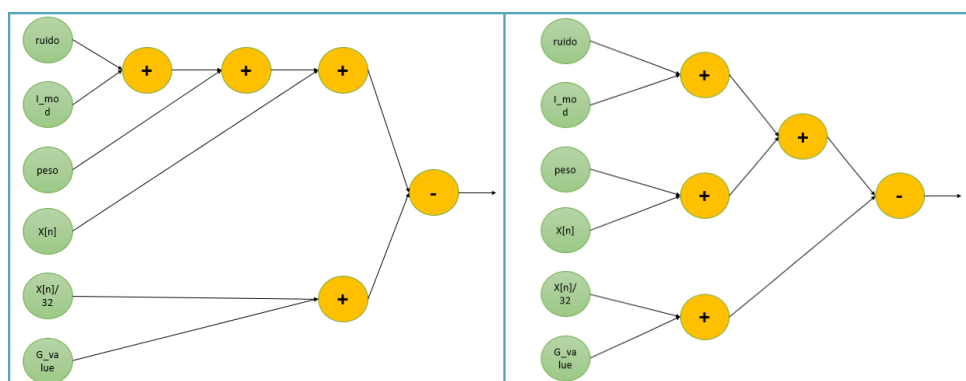 ruido
+
+
+
I_mo
d
peso
-
X[n]
X[n]/
32
+
G_va
lue
ruido
+
I_mo
d
+
peso
+
-
X[n]
X[n]/
32
+
G_va
lue